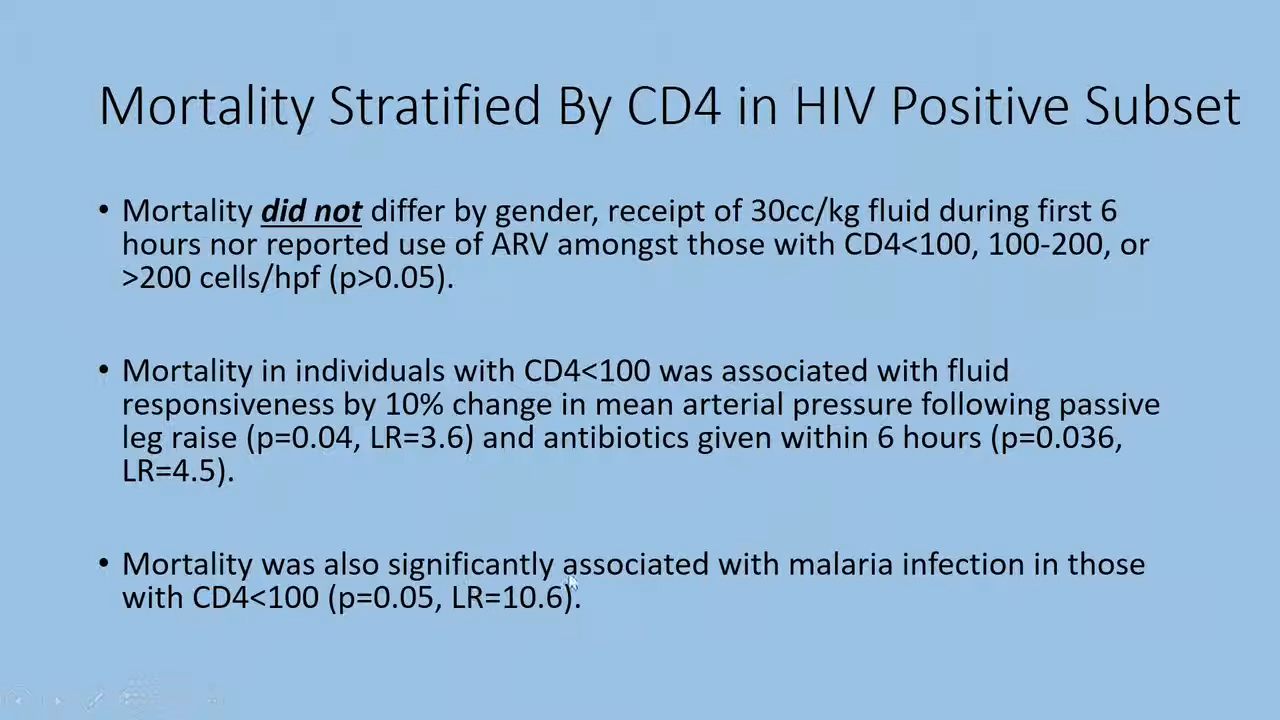 Mortality Stratified By CD4 in HIV Positive Subset
• Mortality did not differ by gender, receipt of 30cc/kg fluid during first 6
hours nor reported use of ARV amongst those with CD4<100, 100-200, or
>200 cells/hpf (p>0.05).
• Mortality in individuals with CD4<100 was associated with fluid
responsiveness by 10% change in mean arterial pressure following passive
leg raise (p=0.04, LR=3.6) and antibiotics given within 6 hours (p=0.036,
LR=4.5).
• Mortality was also significantly associated with malaria infection in those
with CD4<100 (p=0.05, LR=10.6).